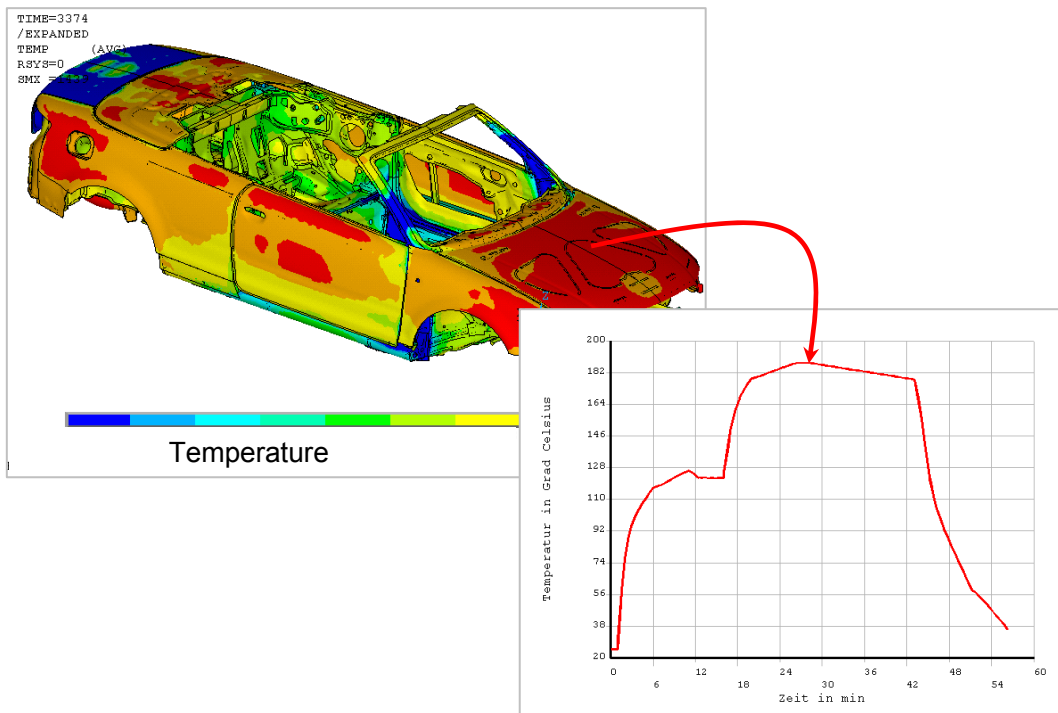 TIME=3374
/EXPANDED
TEMP (AVG)
RSYS=0
SMX =
Temperature
Temperatur in Grad Celsius
200
182
164
146
128
110
92
74
56
38
20
0 12 24 36 48 60
6 18 30 42 54
Zeit in min